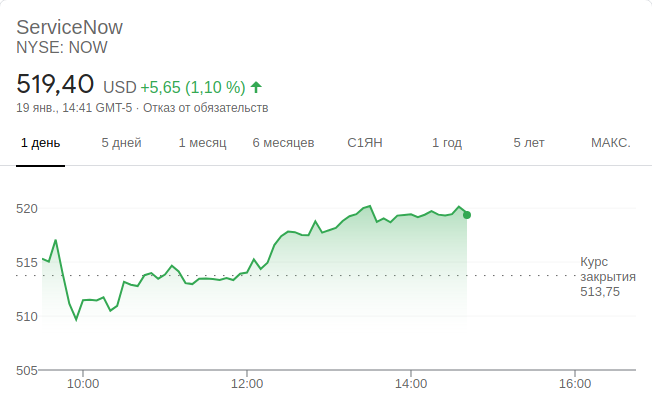 ServiceNow
NYSE: NOW
519,40 USD +5,65 (1,10 %)
19 янв., 14:41 GMT-5 · Отказ от обязательств
1 день 5 дней 1 месяц 6 месяцев С1ЯН 1 год 5 лет МАКС.
520
515
Курс
закрытия
513,75
510
505
10:00 12:00 14:00 16:00